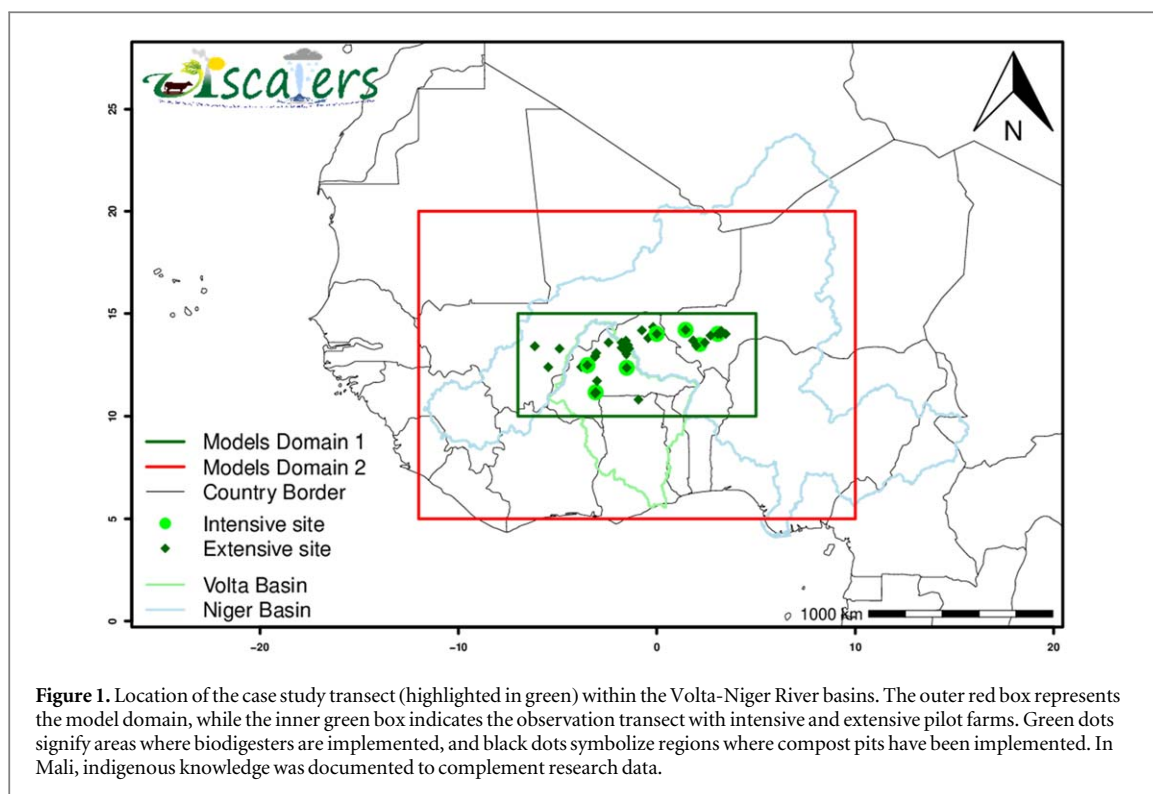 Upscalers
N
25
20
15
10
5
0
Models Domain 1
Models Domain 2
Country Border
Intensive site
Extensive site
Volta Basin
Niger Basin
1000 km
−20
−10
0
10
20
Figure 1. Location of the case study transect (highlighted in green) within the Volta-Niger River basins. The outer red box represents
the model domain, while the inner green box indicates the observation transect with intensive and extensive pilot farms. Green dots
signify areas where biodigesters are implemented, and black dots symbolize regions where compost pits have been implemented. In
Mali, indigenous knowledge was documented to complement research data.